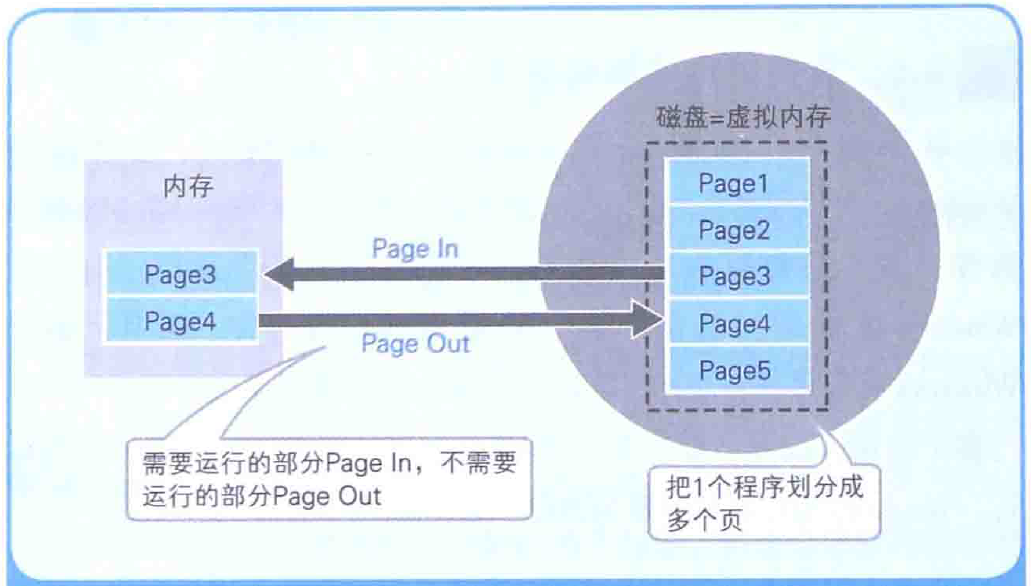 磁盘=虚拟内存
内存
Page1
Page2
Page In
Page3
Page3
Page4
Page4
Page Out
Page5
需要运行的部分Page In，不需要
运行的部分Page Out
把1个程序划分成
多个页